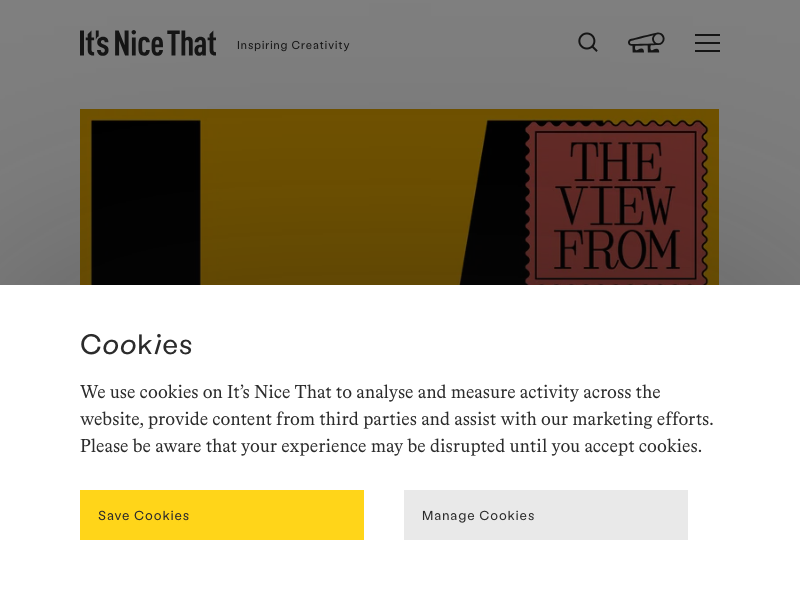 It's Nice That
Inspiring Creativity
THE
VIEW
FROM
Cookies
We use cookies on It’s Nice That to analyse and measure activity across the
website, provide content from third parties and assist with our marketing efforts.
Please be aware that your experience may be disrupted until you accept cookies.
Save Cookies
Manage Cookies